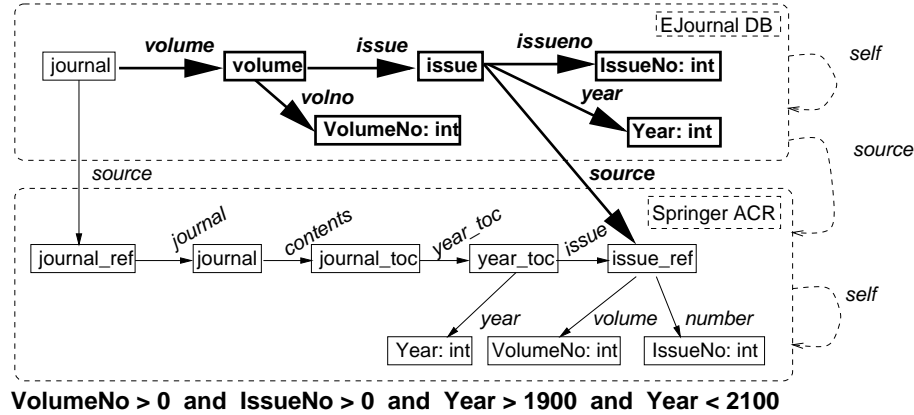 EJournal DB
volume issue issueno self
journal volume issue IssueNo: int
volno year
VolumeNo: int Year: int
source source source
Springer ACR
journal contents year_toc issue
journal_ref journal journal_toc year_toc issue_ref
self
year volume number
Year: int VolumeNo: int IssueNo: int
VolumeNo > 0 and IssueNo > 0 and Year > 1900 and Year < 2100